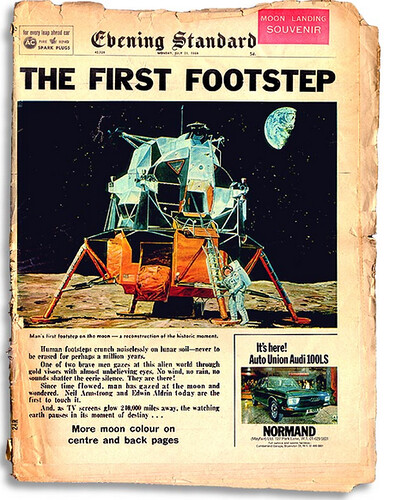 for every leap ahead car
AC FIRE RING
SPARK PLUGS
Evening Standard
MOON LANDING
SOUVENIR
MONDAY, JULY 21, 1969
5d.
THE FIRST FOOTSTEP
Man's first footstep on the moon — a reconstruction of the historic moment.
Human footsteps crunch noiselessly on lunar soil—never to
be erased for perhaps a million years.
One of two brave men gazes at this alien world through
gold visors with almost unbelieving eyes. No wind, no rain, no
sounds shatter the eerie silence. They are there!
Since time flowed, man has gazed at the moon and
wondered. Neil Armstrong and Edwin Aldrin today are the
first to touch it.
And, as TV screens glow 240,000 miles away, the watching
earth pauses in its moment of destiny . . .
More moon colour on
centre and back pages
It's here!
Auto Union Audi 100LS
NORMAND